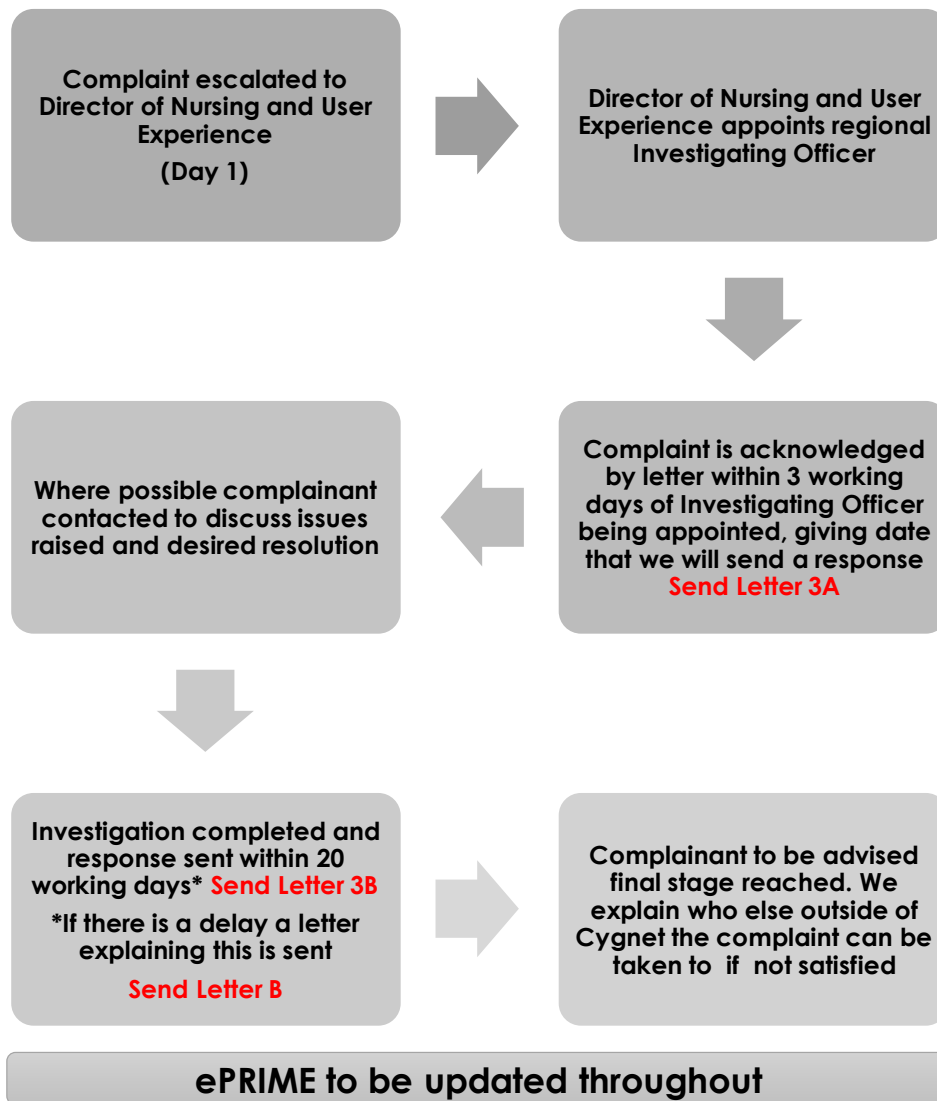 Complaint escalated to
Director of Nursing and User
Experience
(Day 1)
Director of Nursing and User
Experience appoints regional
Investigating Officer
Complaint is acknowledged
by letter within 3 working
days of Investigating Officer
being appointed, giving date
that we will send a response
Send Letter 3A
Where possible complainant
contacted to discuss issues
raised and desired resolution
Investigation completed and
response sent within 20
working days* Send Letter 3B
*If there is a delay a letter
explaining this is sent
Send Letter B
Complainant to be advised
final stage reached. We
explain who else outside of
Cygnet the complaint can be
taken to if not satisfied
ePRIME to be updated throughout